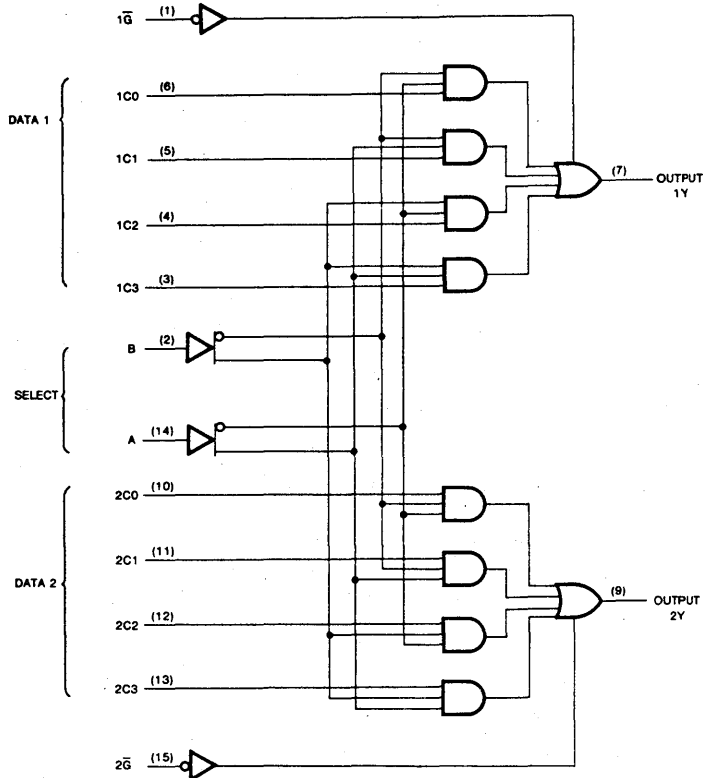 1G̅ (1)
1C0 (6)
DATA 1
1C1 (5)
(7) OUTPUT
1Y
1C2 (4)
1C3 (3)
B (2)
SELECT
A (14)
2C0 (10)
2C1 (11)
DATA 2
(9) OUTPUT
2Y
2C2 (12)
2C3 (13)
2G̅ (15)